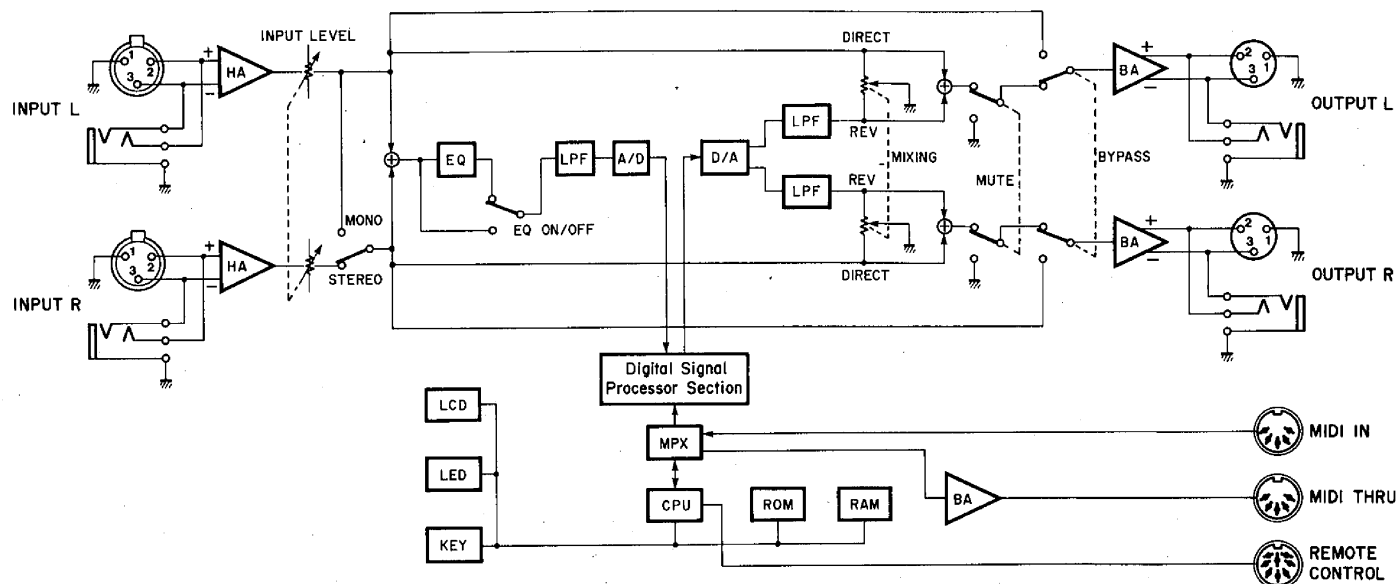 INPUT LEVEL
DIRECT
1
2
3
+
−
HA
+
−
BA
2
1
3
INPUT L
OUTPUT L
LPF
REV
EQ
LPF
A/D
D/A
MIXING
MUTE
BYPASS
LPF
REV
MONO
EQ ON/OFF
1
2
3
+
−
HA
STEREO
DIRECT
+
−
BA
2
1
3
INPUT R
OUTPUT R
Digital Signal
Processor Section
LCD
MPX
MIDI IN
LED
CPU
ROM
RAM
BA
MIDI THRU
KEY
REMOTE
CONTROL